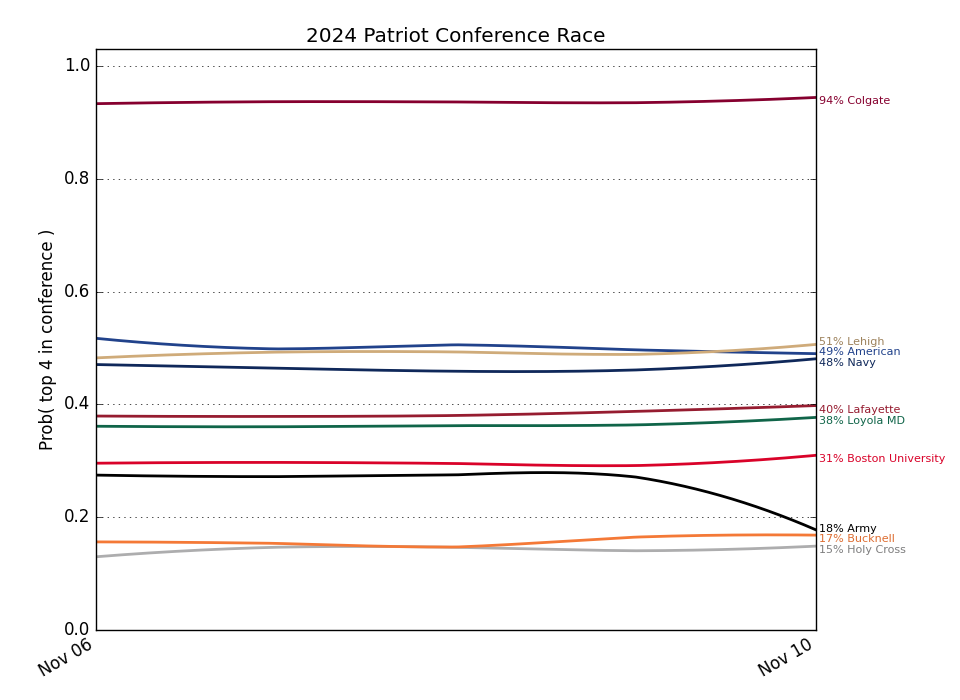 2024 Patriot Conference Race
Prob( top 4 in conference )
1.0
0.8
0.6
0.4
0.2
0.0
Nov 06
Nov 10
94% Colgate
51% Lehigh
49% American
48% Navy
40% Lafayette
38% Loyola MD
31% Boston University
18% Army
17% Bucknell
15% Holy Cross